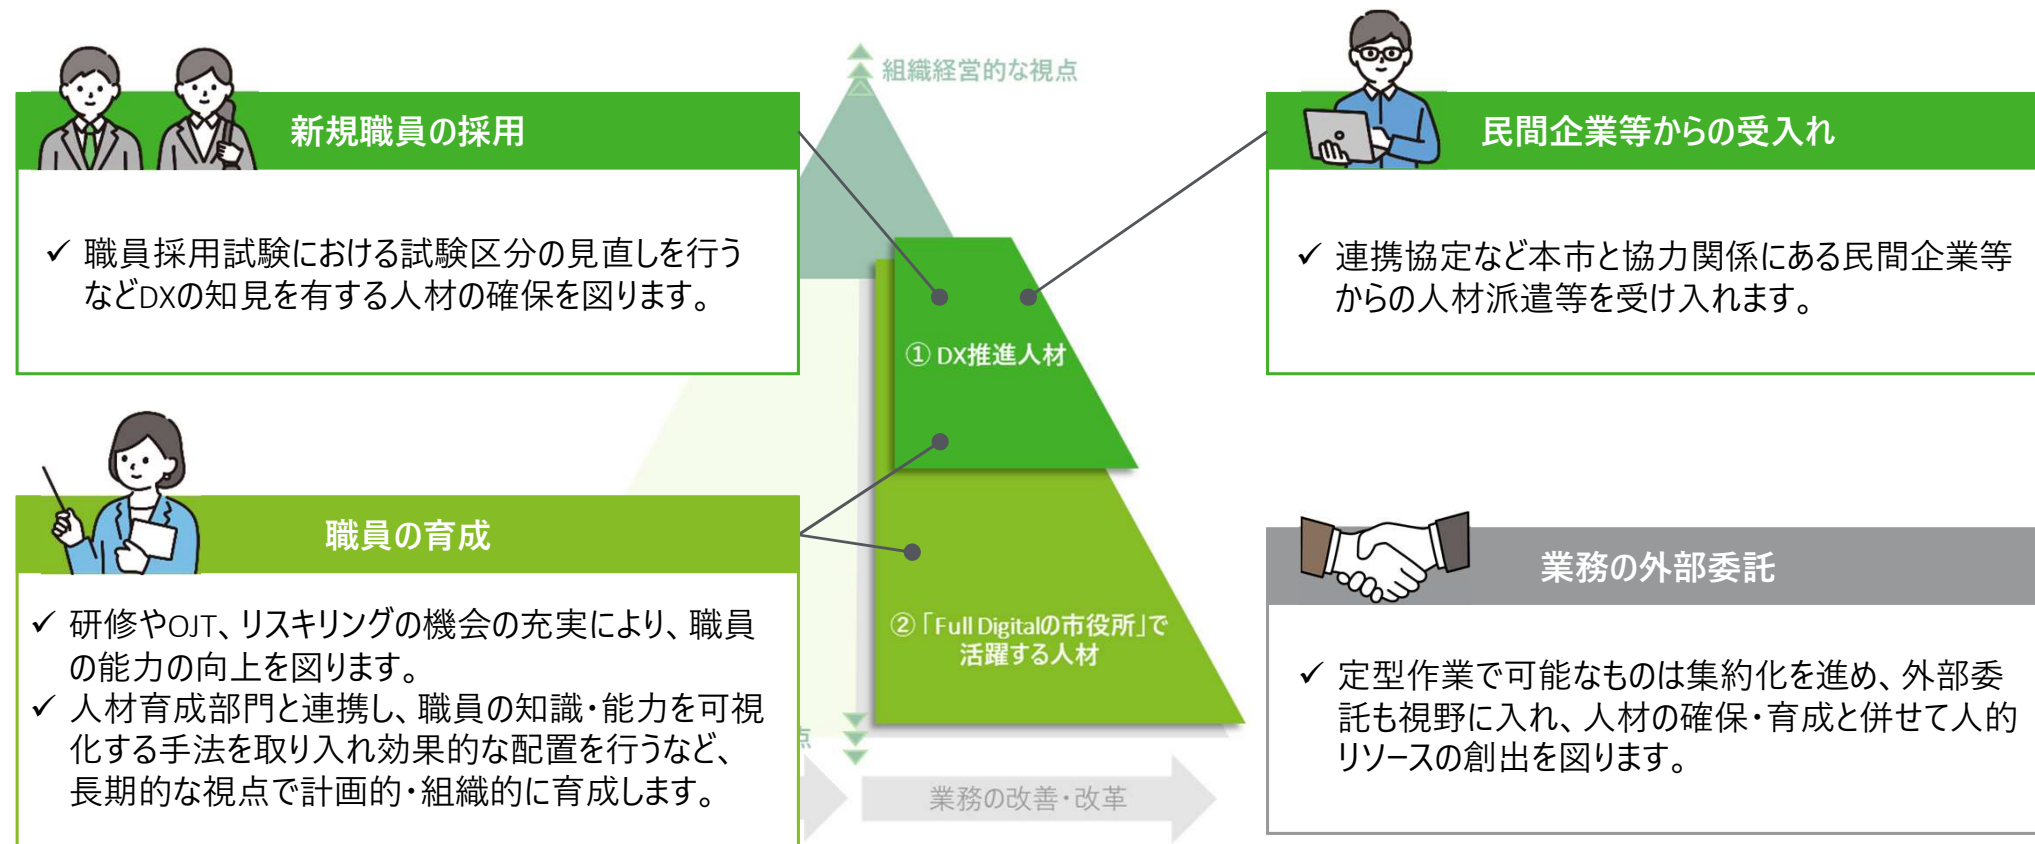 組織経営的な視点
新規職員の採用
✓ 職員採用試験における試験区分の見直しを行う
などDXの知見を有する人材の確保を図ります。
民間企業等からの受入れ
✓ 連携協定など本市と協力関係にある民間企業等
からの人材派遣等を受け入れます。
① DX推進人材
職員の育成
✓ 研修やOJT、リスキリングの機会の充実により、職員
の能力の向上を図ります。
✓ 人材育成部門と連携し、職員の知識・能力を可視
化する手法を取り入れ効果的な配置を行うなど、
長期的な視点で計画的・組織的に育成します。
②「Full Digitalの市役所」で
活躍する人材
業務の外部委託
✓ 定型作業で可能なものは集約化を進め、外部委
託も視野に入れ、人材の確保・育成と併せて人的
リソースの創出を図ります。
点
業務の改善・改革